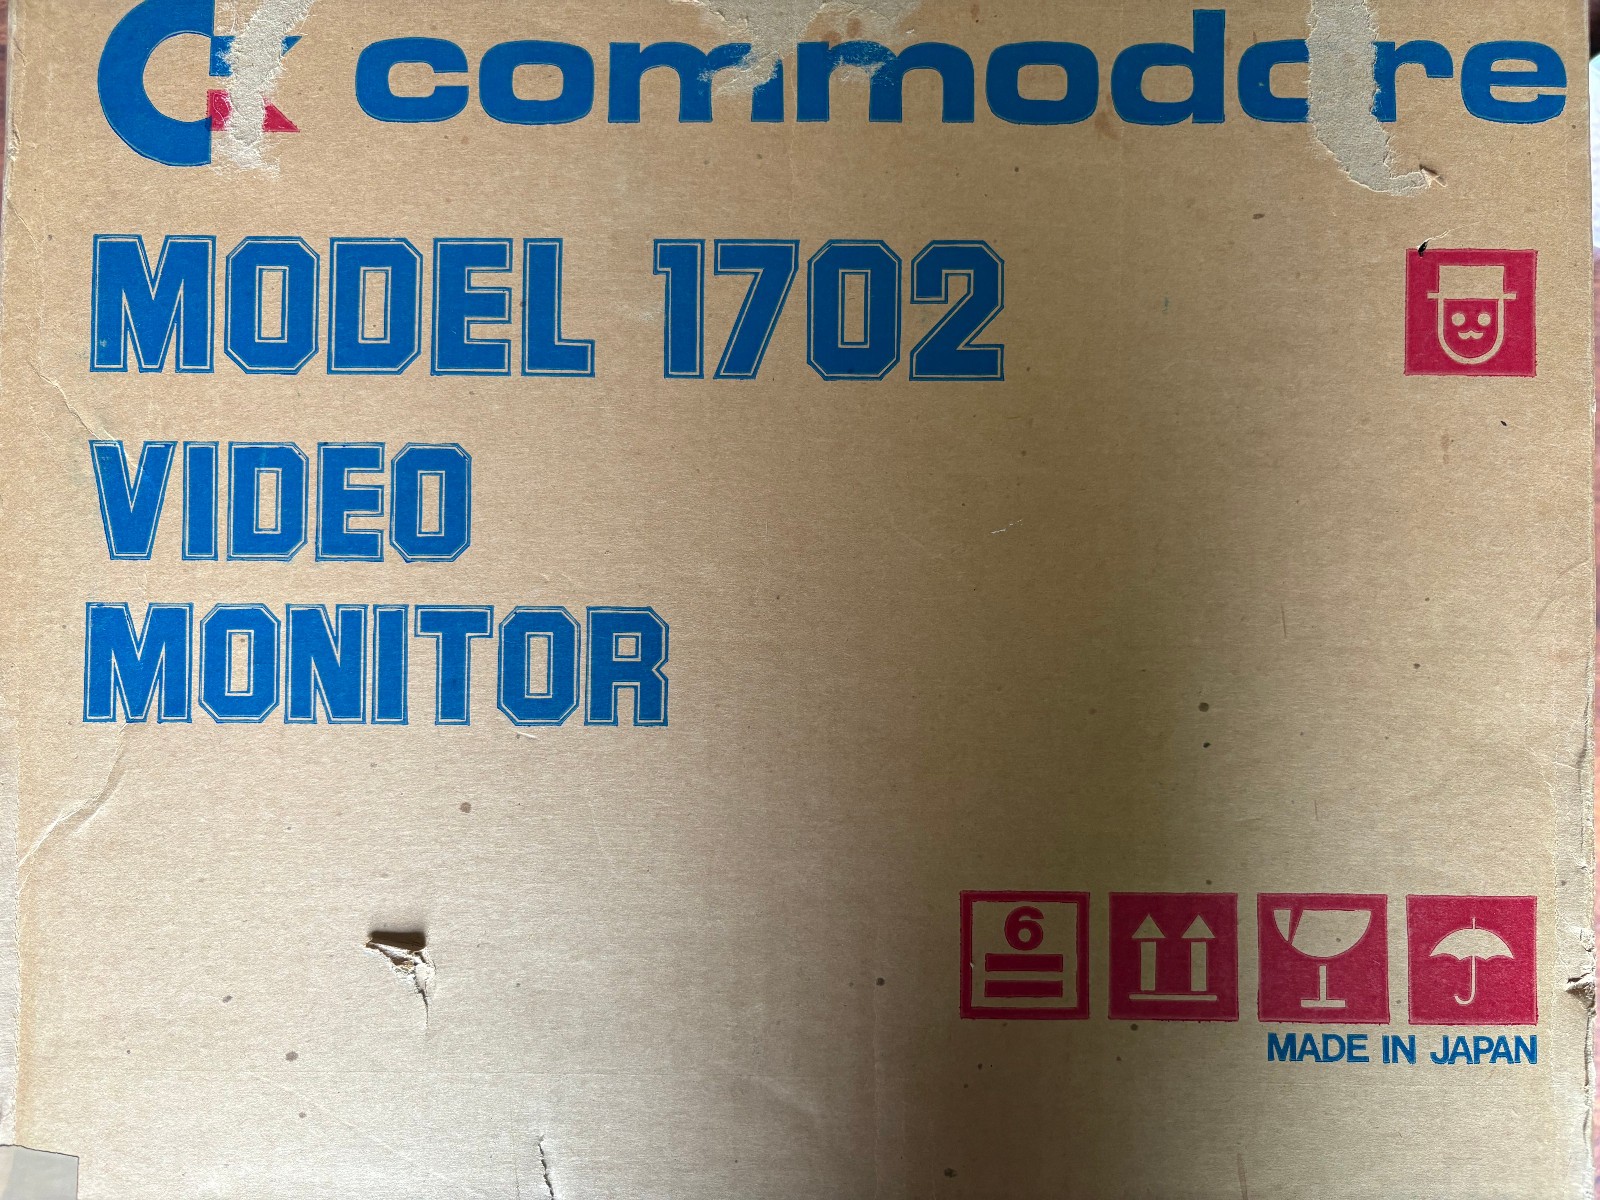 commodore
MODEL 1702
VIDEO
MONITOR
6
MADE IN JAPAN